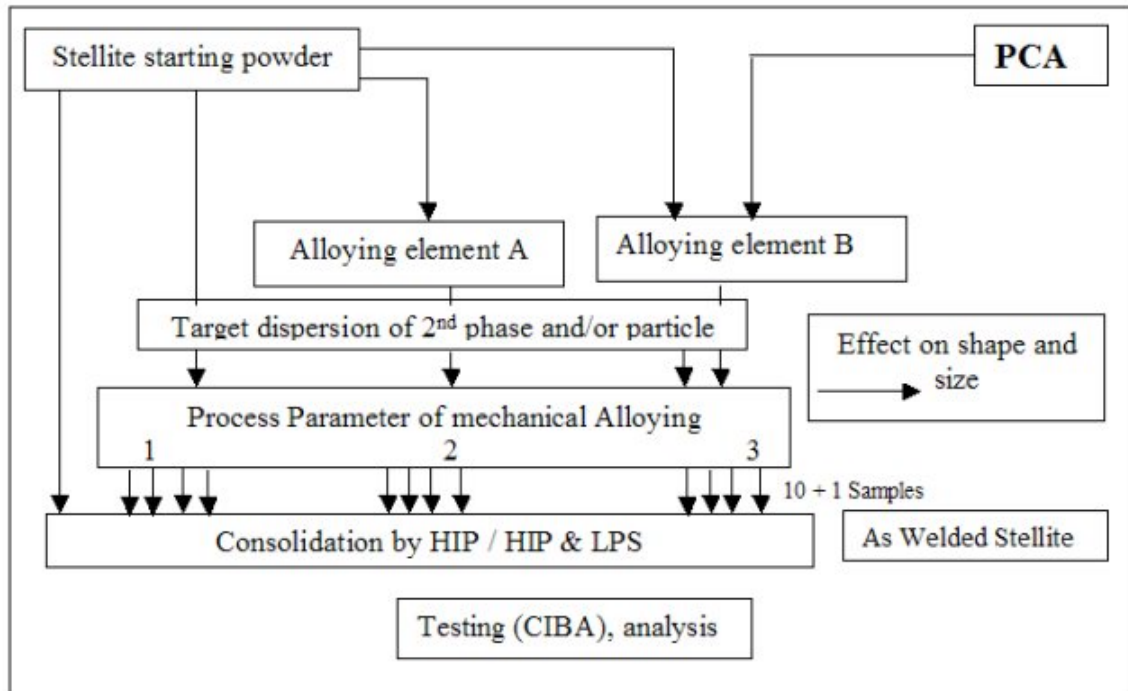 Stellite starting powder
PCA
Alloying element A
Alloying element B
Target dispersion of 2nd phase and/or particle
Effect on shape and
size
Process Parameter of mechanical Alloying
1 2 3
10 + 1 Samples
Consolidation by HIP / HIP & LPS
As Welded Stellite
Testing (CIBA), analysis